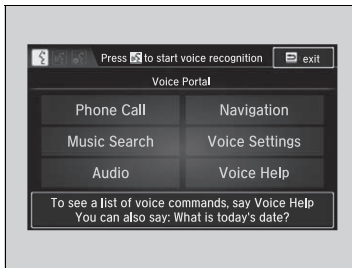 Press to start voice recognition
exit
Voice Portal
Phone Call
Navigation
Music Search
Voice Settings
Audio
Voice Help
To see a list of voice commands, say Voice Help
You can also say: What is today's date?